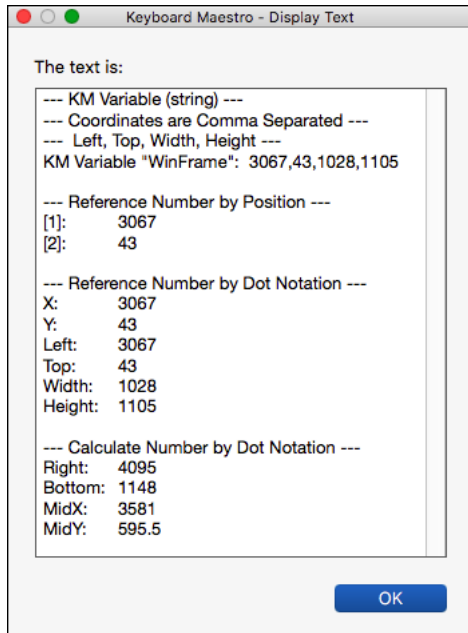 Keyboard Maestro - Display Text
The text is:
--- KM Variable (string) ---
--- Coordinates are Comma Separated ---
---  Left, Top, Width, Height ---
KM Variable "WinFrame":  3067,43,1028,1105
--- Reference Number by Position ---
[1]: 3067
[2]: 43
--- Reference Number by Dot Notation ---
X: 3067
Y: 43
Left: 3067
Top: 43
Width: 1028
Height: 1105
--- Calculate Number by Dot Notation ---
Right: 4095
Bottom: 1148
MidX: 3581
MidY: 595.5
OK